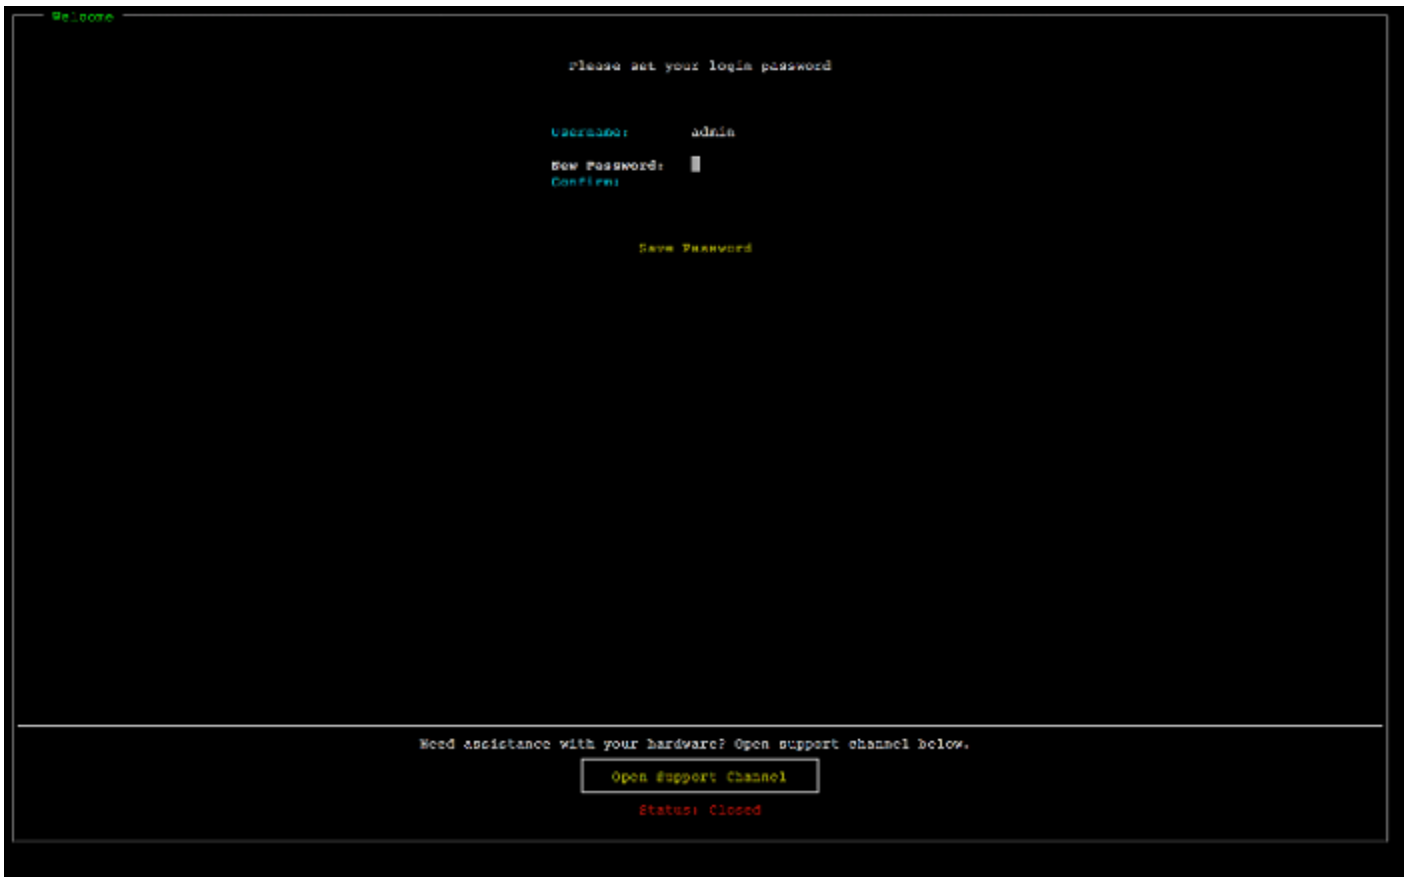 Welcome
Please set your login password
Username: admin
New Password:
Confirm:
Save Password
Need assistance with your hardware? Open support channel below.
Open Support Channel
Status: Closed